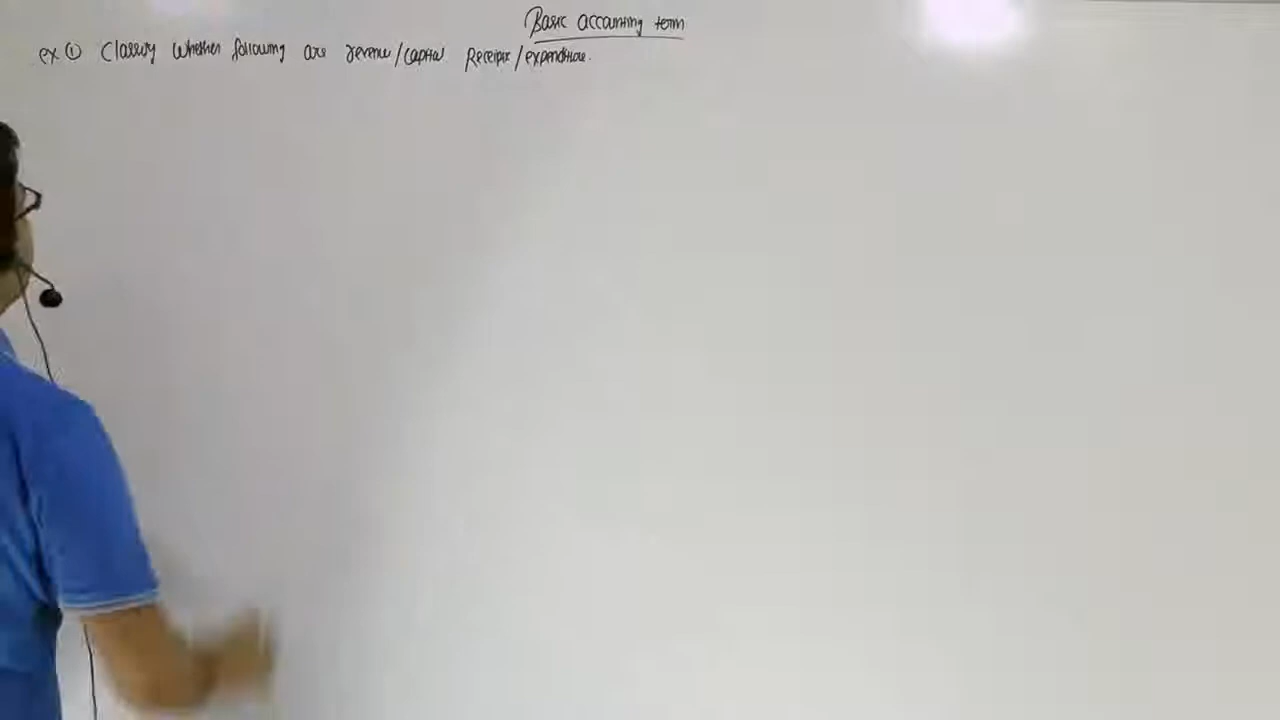 Basic accounting term
ex ① Classify whether following are revenue/capital Receipt/expenditure.